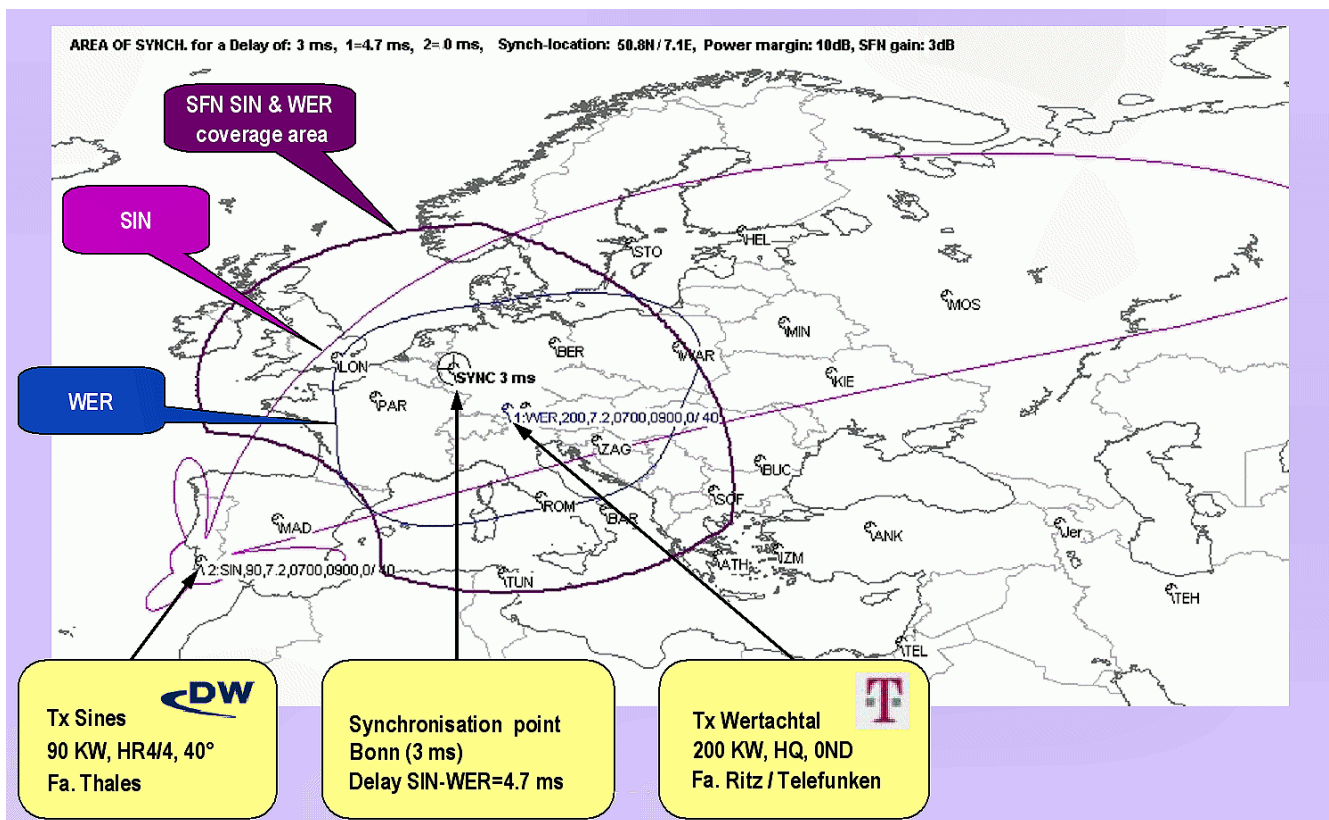 AREA OF SYNCH. for a Delay of: 3 ms, 1=4.7 ms, 2=.0 ms, Synch-location: 50.8N/7.1E, Power margin: 10dB, SFN gain: 3dB
SFN SIN & WER
coverage area
SIN
STO
HEL
MOS
MIN
BER
WAR
LON
SYNC 3 ms
KIE
WER
PAR
1:WER,200,7.2,0700,0900,0/ 40
ZAG
BUC
SOF
ROM
BAR
MAD
ANK
Jer
IZM
ATH
2:SIN,90,7.2,0700,0900,0/ 40
TUN
TEH
TEL
DW
Tx Sines
90 KW, HR4/4, 40°
Fa. Thales
Synchronisation point
Bonn (3 ms)
Delay SIN-WER=4.7 ms
T
Tx Wertachtal
200 KW, HQ, 0ND
Fa. Ritz / Telefunken